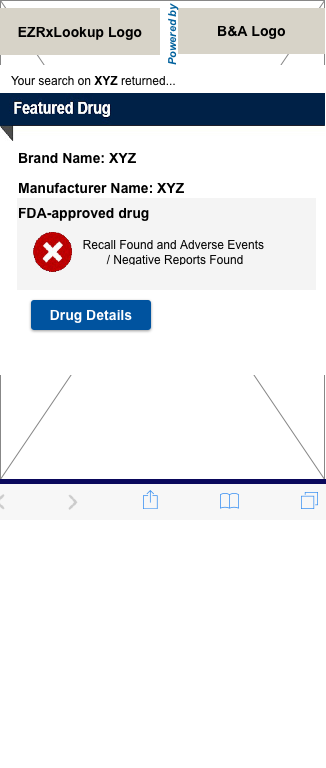 EZRxLookup Logo
Powered by
B&A Logo
Your search on XYZ returned...
Featured Drug
Brand Name: XYZ
Manufacturer Name: XYZ
FDA-approved drug
Recall Found and Adverse Events
/ Negative Reports Found
Drug Details